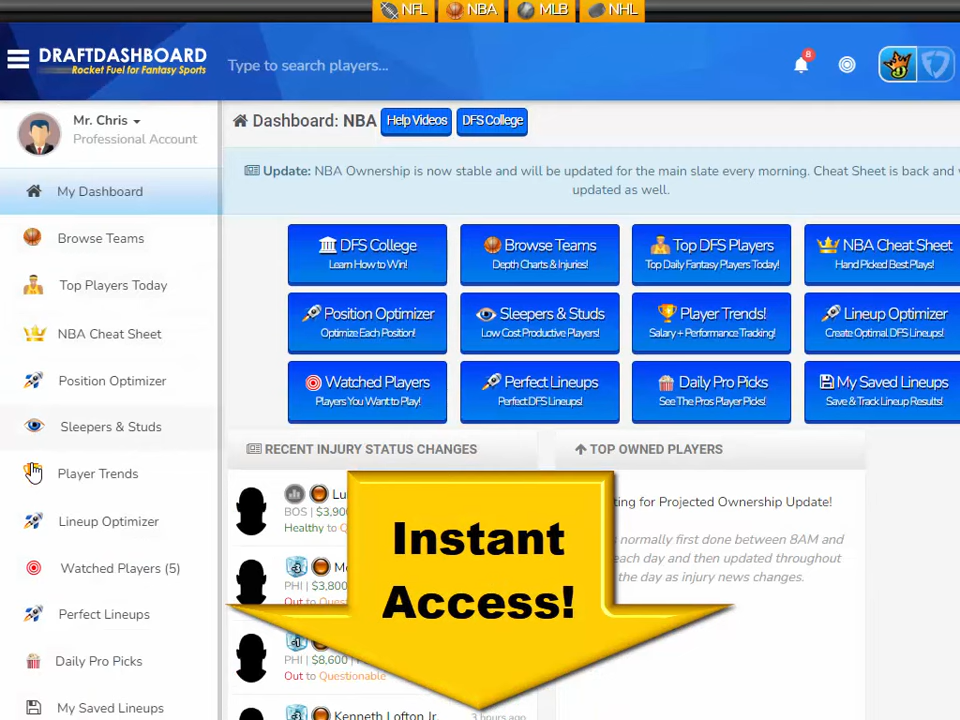 NFL NBA MLB NHL
DRAFTDASHBOARD
Rocket Fuel for Fantasy Sports
Type to search players...
8
Mr. Chris
Professional Account
Dashboard: NBA Help Videos DFS College
Update: NBA Ownership is now stable and will be updated for the main slate every morning. Cheat Sheet is back and
updated as well.
My Dashboard
Browse Teams
Top Players Today
NBA Cheat Sheet
Position Optimizer
Sleepers & Studs
Player Trends
Lineup Optimizer
Watched Players (5)
Perfect Lineups
Daily Pro Picks
My Saved Lineups
DFS College
Learn How to Win!
Browse Teams
Depth Charts & Injuries!
Top DFS Players
Top Daily Fantasy Players Today!
NBA Cheat Sheet
Hand Picked Best Plays!
Position Optimizer
Optimize Each Position!
Sleepers & Studs
Low Cost Productive Players!
Player Trends!
Salary + Performance Tracking!
Lineup Optimizer
Create Optimal DFS Lineups!
Watched Players
Players You Want to Play!
Perfect Lineups
Perfect DFS Lineups!
Daily Pro Picks
See The Pros Player Picks!
My Saved Lineups
Save & Track Lineup Results!
RECENT INJURY STATUS CHANGES
BOS | $3,900
Healthy to
PHI | $3,800
Out to
PHI | $8,600 |
Out to Questionable
Kenneth Lofton Jr. 3 hours ago
TOP OWNED PLAYERS
Projected Ownership Update!
normally first done between 8AM and
each day and then updated throughout
the day as injury news changes.
Instant
Access!